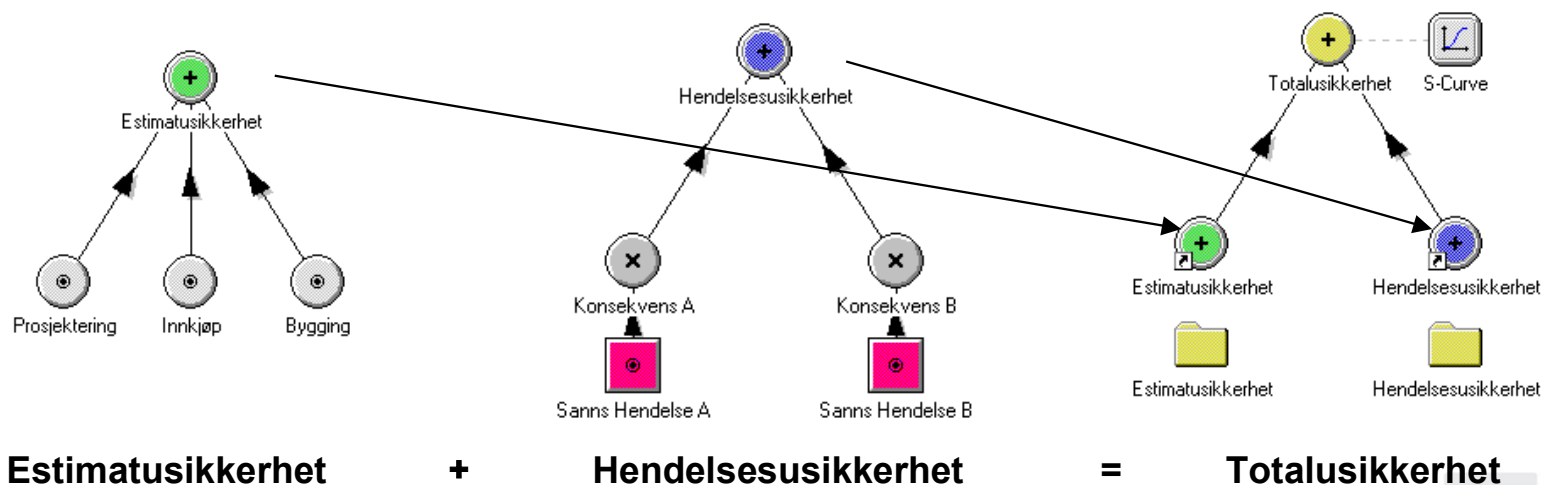 Estimatusikkerhet
Prosjektering
Innkjøp
Bygging
Hendelsesusikkerhet
Konsekvens A
Konsekvens B
Sanns Hendelse A
Sanns Hendelse B
Totalusikkerhet
S-Curve
Estimatusikkerhet
Hendelsesusikkerhet
Estimatusikkerhet
Hendelsesusikkerhet
Estimatusikkerhet + Hendelsesusikkerhet = Totalusikkerhet